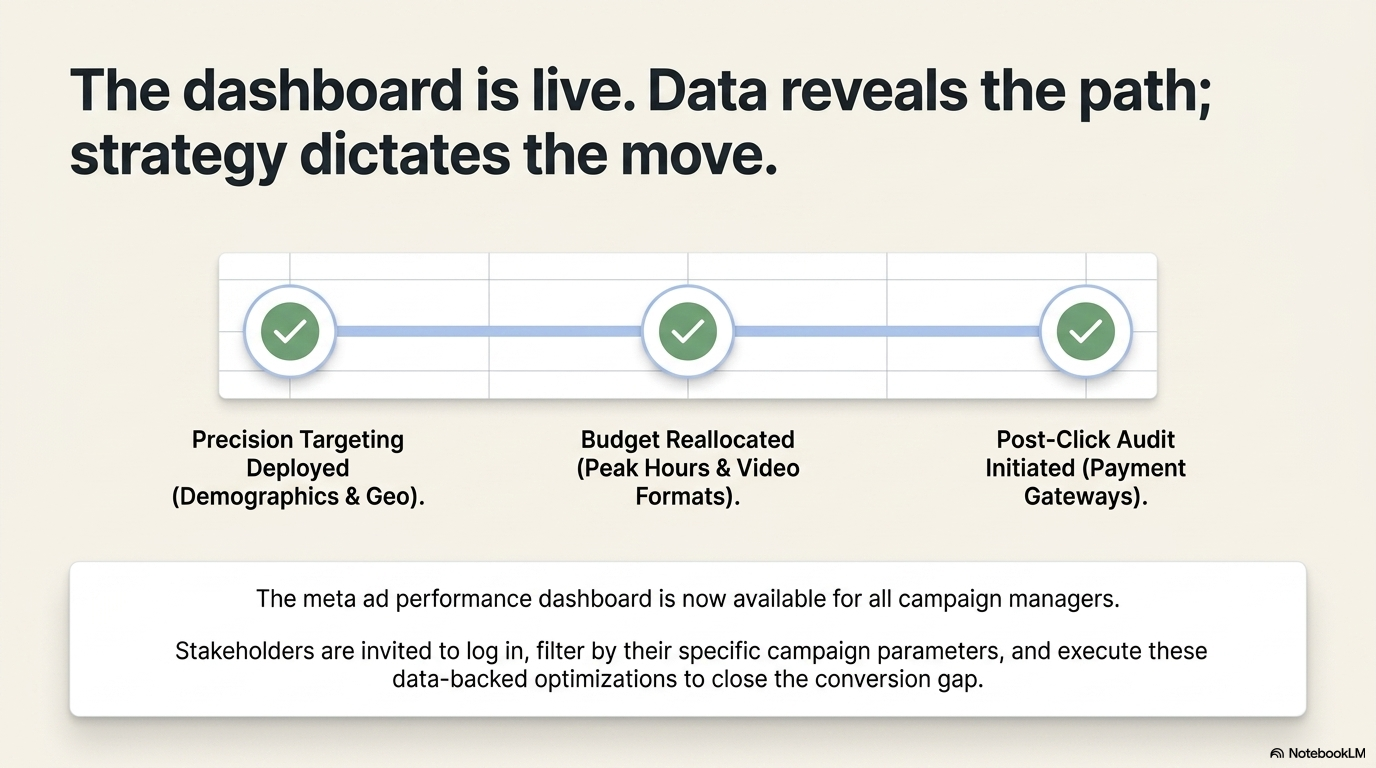 The dashboard is live. Data reveals the path;
strategy dictates the move.
Precision Targeting
Deployed
(Demographics & Geo).
Budget Reallocated
(Peak Hours & Video
Formats).
Post-Click Audit
Initiated (Payment
Gateways).
The meta ad performance dashboard is now available for all campaign managers.
Stakeholders are invited to log in, filter by their specific campaign parameters, and execute these
data-backed optimizations to close the conversion gap.
NotebookLM